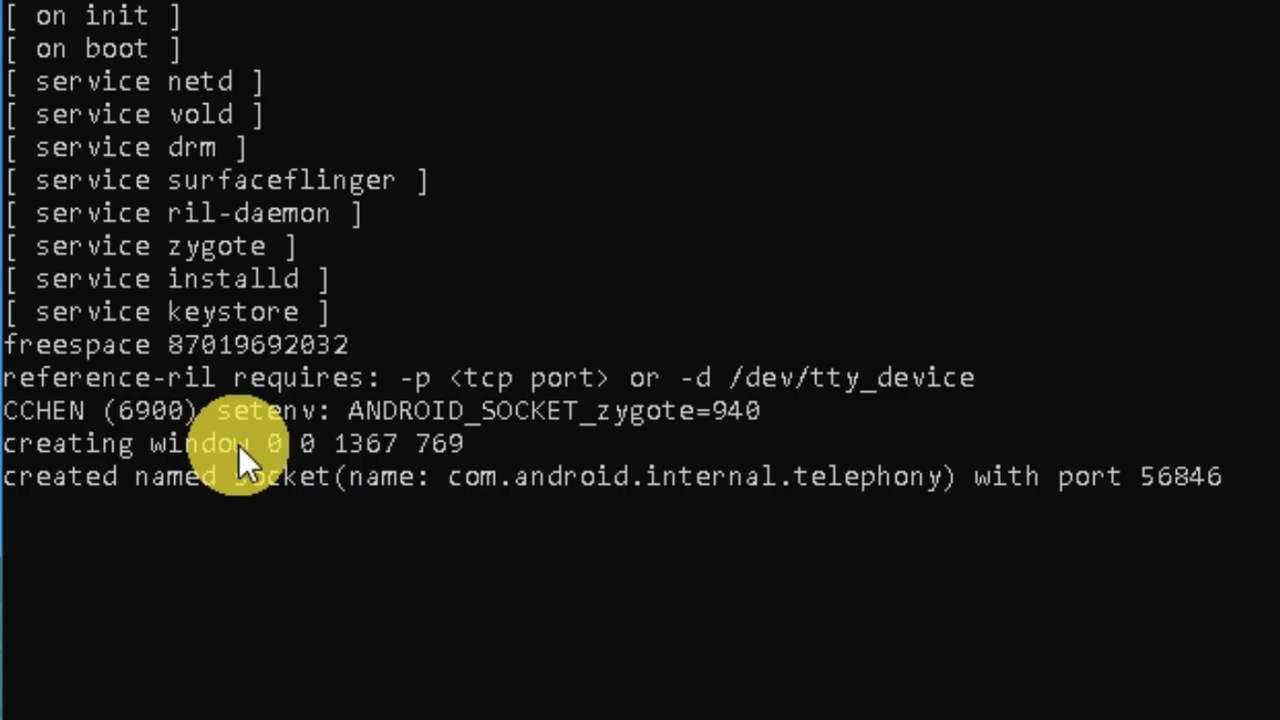 [ on init ]
[ on boot ]
[ service netd ]
[ service vold ]
[ service drm ]
[ service surfaceflinger ]
[ service ril-daemon ]
[ service zygote ]
[ service installd ]
[ service keystore ]
freespace 87019692032
reference-ril requires: -p <tcp port> or -d /dev/tty_device
CCHEN (6900) setenv: ANDROID_SOCKET_zygote=940
creating window 0 0 1367 769
created named socket(name: com.android.internal.telephony) with port 56846